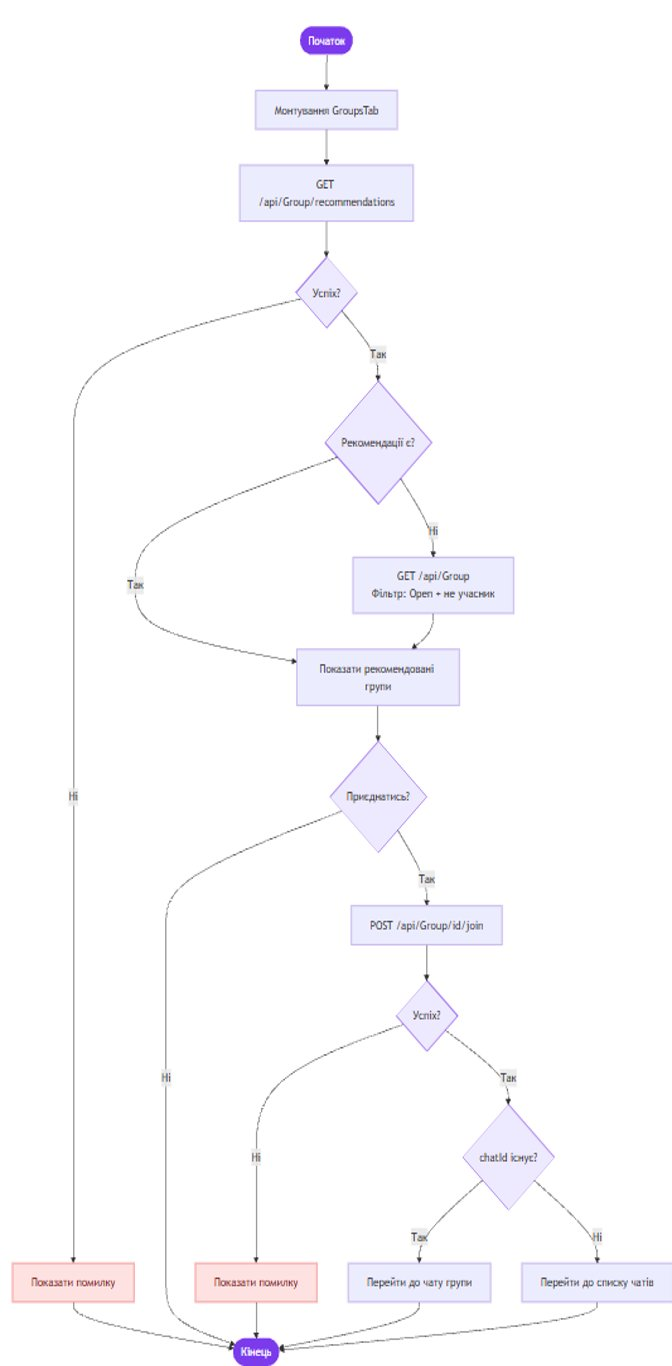 Початок
Монтування GroupsTab
GET
/api/Group/recommendations
Успіх?
Так
Рекомендації є?
Ні
Так
GET /api/Group
Фільтр: Open + не учасник
Показати рекомендовані
групи
Ні
Приєднатись?
Так
POST /api/Group/id/join
Успіх?
Ні
Так
Ні
chatId існує?
Так
Ні
Показати помилку
Показати помилку
Перейти до чату групи
Перейти до списку чатів
Кінець